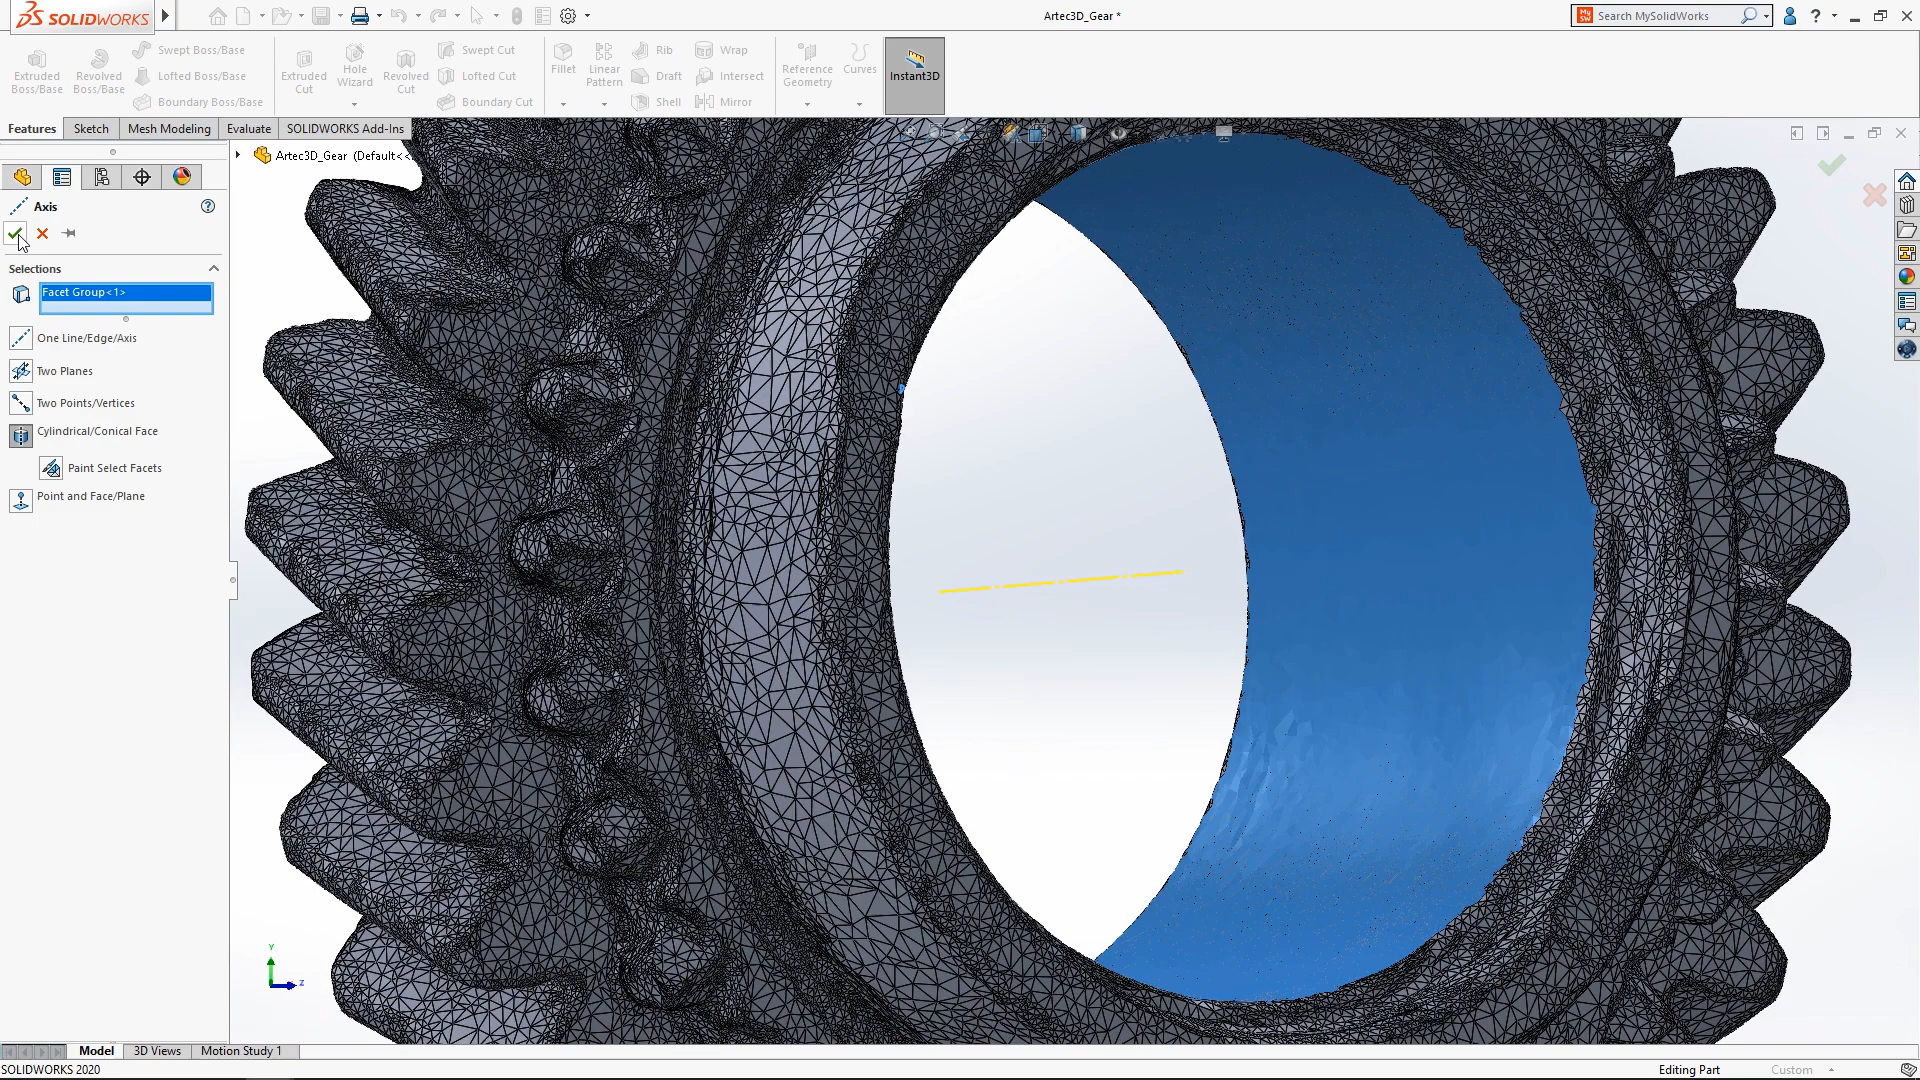 SOLIDWORKS
Artec3D_Gear *
Search MySolidWorks
Extruded Boss/Base
Revolved Boss/Base
Swept Boss/Base
Lofted Boss/Base
Boundary Boss/Base
Extruded Cut
Hole Wizard
Revolved Cut
Swept Cut
Lofted Cut
Boundary Cut
Fillet
Linear Pattern
Rib
Draft
Shell
Wrap
Intersect
Mirror
Reference Geometry
Curves
Instant3D
Features
Sketch
Mesh Modeling
Evaluate
SOLIDWORKS Add-Ins
Artec3D_Gear (Default<<
Axis
Selections
Facet Group<1>
One Line/Edge/Axis
Two Planes
Two Points/Vertices
Cylindrical/Conical Face
Paint Select Facets
Point and Face/Plane
Y
Z
Model
3D Views
Motion Study 1
SOLIDWORKS 2020
Editing Part
Custom